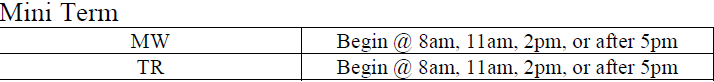 Mini Term
MW Begin @ 8am, 11am, 2pm, or after 5pm
TR Begin @ 8am, 11am, 2pm, or after 5pm